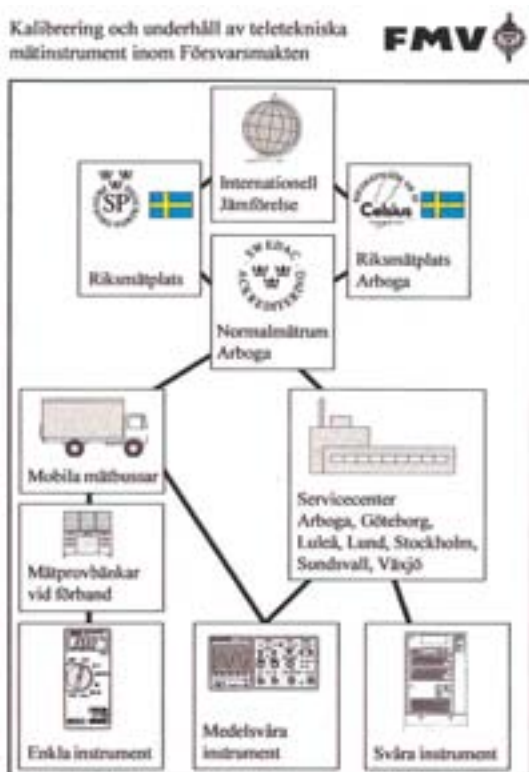 Kalibrering och underhåll av teletekniska
mätinstrument inom Försvarsmakten
FMV
Internationell
Jämförelse
SP
Riksmätplats
Celsius
Riksmätplats
Arboga
SWEDAC
ACKREDITERING
Normalmätrum
Arboga
Mobila mätbussar
Servicecenter
Arboga, Göteborg,
Luleå, Lund, Stockholm,
Sundsvall, Växjö
Mätprovbänkar
vid förband
Enkla instrument
Medelsvåra
instrument
Svåra instrument